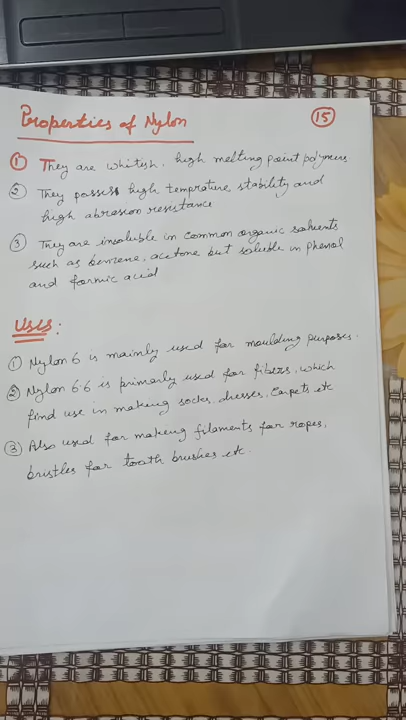 Properties of Nylon
15
① They are whitish, high melting point polymers
② They possess high temprature stability and
high abrasion resistance
③ They are insoluble in common organic solvents
such as benzene, acetone but soluble in phenol
and formic acid
Uses:
① Nylon 6 is mainly used for moulding purposes.
② Nylon 6.6 is primarly used for fibers, which
find use in making socks, dresses, carpets etc
③ Also used for making filaments for ropes,
bristles for tooth brushes etc.